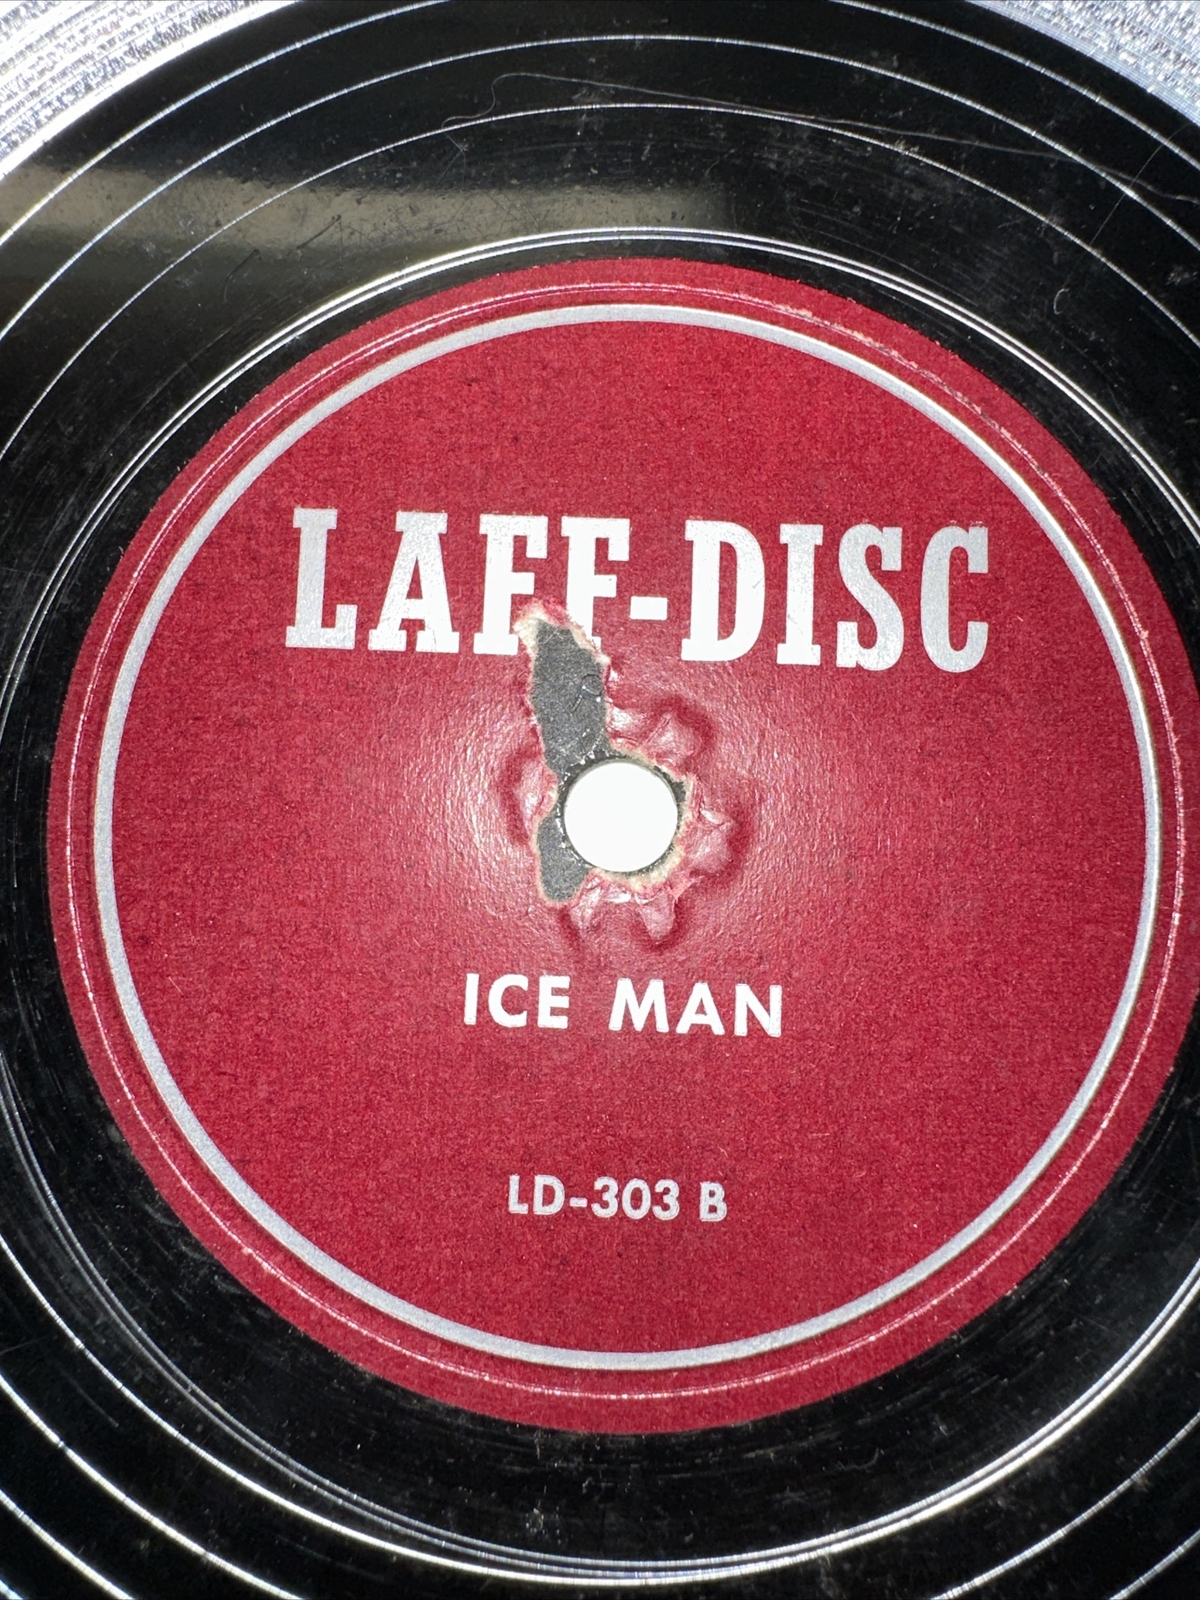 LAFF-DISC
ICE MAN
LD-303 B